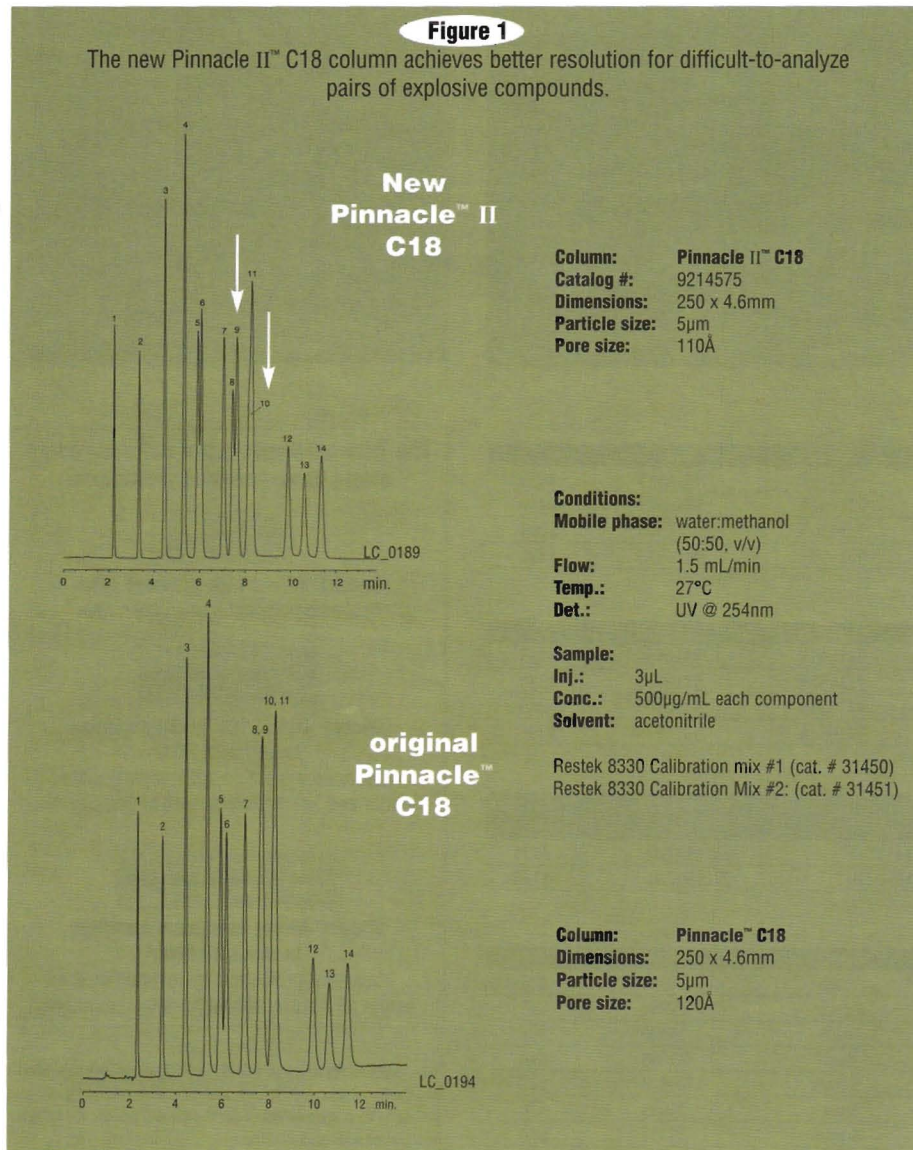 Figure 1
The new Pinnacle II™ C18 column achieves better resolution for difficult-to-analyze
pairs of explosive compounds.
New
Pinnacle™ II
C18
1
2
3
4
5
6
7
8
9
10
11
12
13
14
LC_0189
0 2 4 6 8 10 12 min.
Column: Pinnacle II™ C18
Catalog #: 9214575
Dimensions: 250 x 4.6mm
Particle size: 5µm
Pore size: 110Å
Conditions:
Mobile phase: water:methanol
(50:50, v/v)
Flow: 1.5 mL/min
Temp.: 27°C
Det.: UV @ 254nm
Sample:
Inj.: 3µL
Conc.: 500µg/mL each component
Solvent: acetonitrile
Restek 8330 Calibration mix #1 (cat. # 31450)
Restek 8330 Calibration Mix #2: (cat. # 31451)
original
Pinnacle™
C18
1
2
3
4
5
6
7
8, 9
10, 11
12
13
14
LC_0194
0 2 4 6 8 10 12 min.
Column: Pinnacle™ C18
Dimensions: 250 x 4.6mm
Particle size: 5µm
Pore size: 120Å